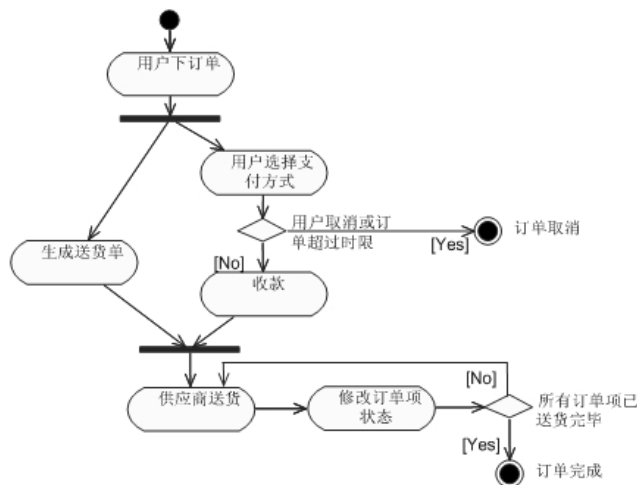 用户下订单
用户选择支
付方式
用户取消或订
单超过时限
[Yes]
订单取消
生成送货单
[No]
收款
[No]
供应商送货
修改订单项
状态
所有订单项已
送货完毕
[Yes]
订单完成